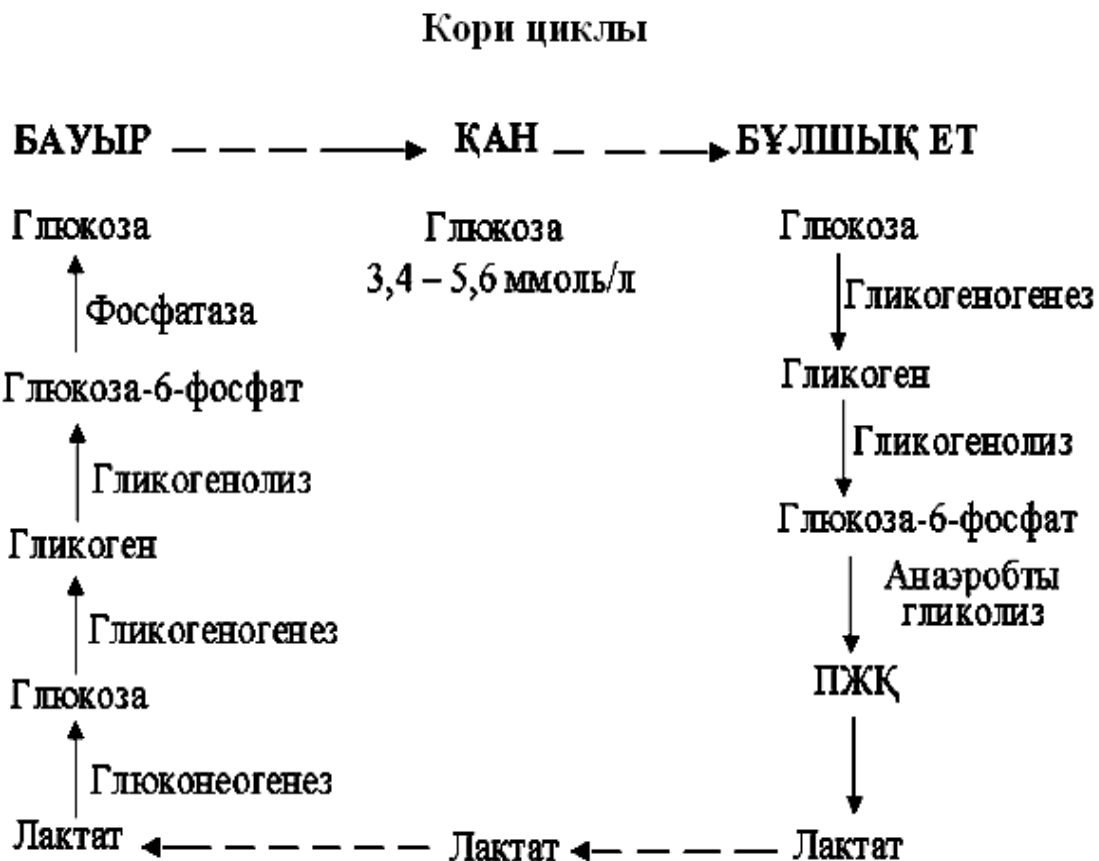 Кори циклы
БАУЫР ҚАН БҰЛШЫҚ ЕТ
Глюкоза Глюкоза Глюкоза
3,4 – 5,6 ммоль/л
Фосфатаза Гликогеногенез
Глюкоза-6-фосфат Гликоген
Гликогенолиз Гликогенолиз
Гликоген Глюкоза-6-фосфат
Анаэробты
гликолиз
Гликогеногенез
Глюкоза ПЖҚ
Глюконеогенез
Лактат Лактат Лактат